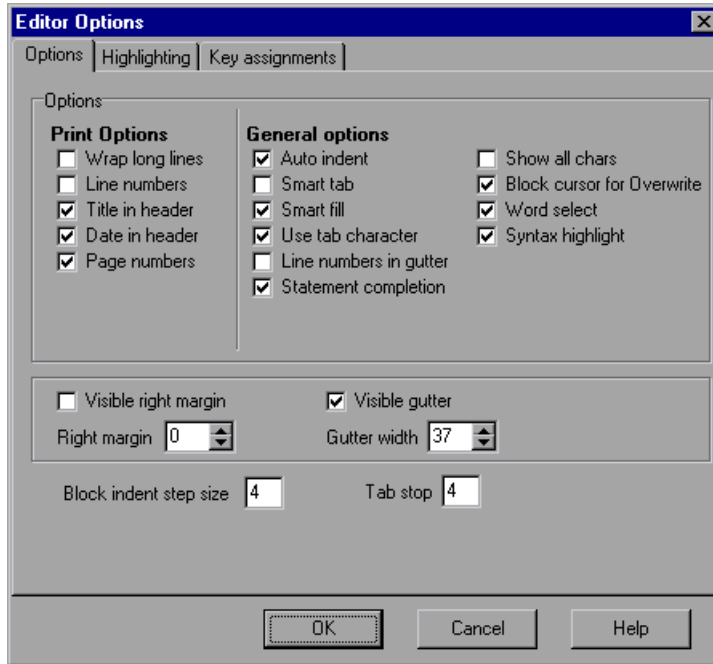 Editor Options
Options Highlighting Key assignments
Options
Print Options
Wrap long lines
Line numbers
Title in header
Date in header
Page numbers
General options
Auto indent
Smart tab
Smart fill
Use tab character
Line numbers in gutter
Statement completion
Show all chars
Block cursor for Overwrite
Word select
Syntax highlight
Visible right margin
Visible gutter
Right margin 0
Gutter width 37
Block indent step size 4
Tab stop 4
OK Cancel Help